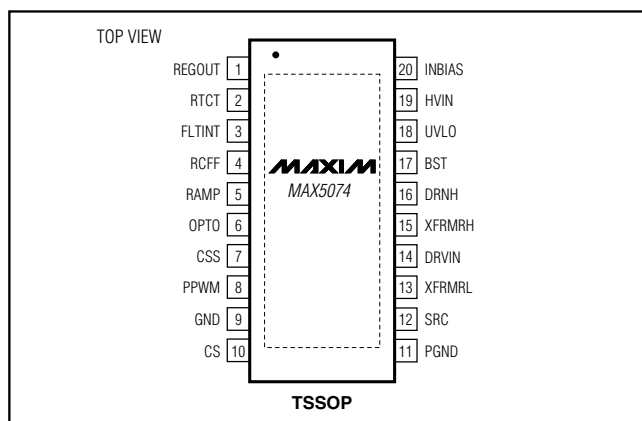 TOP VIEW
REGOUT 1
RTCT 2
FLTINT 3
RCFF 4
RAMP 5
OPTO 6
CSS 7
PPWM 8
GND 9
CS 10
MAXIM
MAX5074
20 INBIAS
19 HVIN
18 UVLO
17 BST
16 DRNH
15 XFRMRH
14 DRVIN
13 XFRMRL
12 SRC
11 PGND
TSSOP